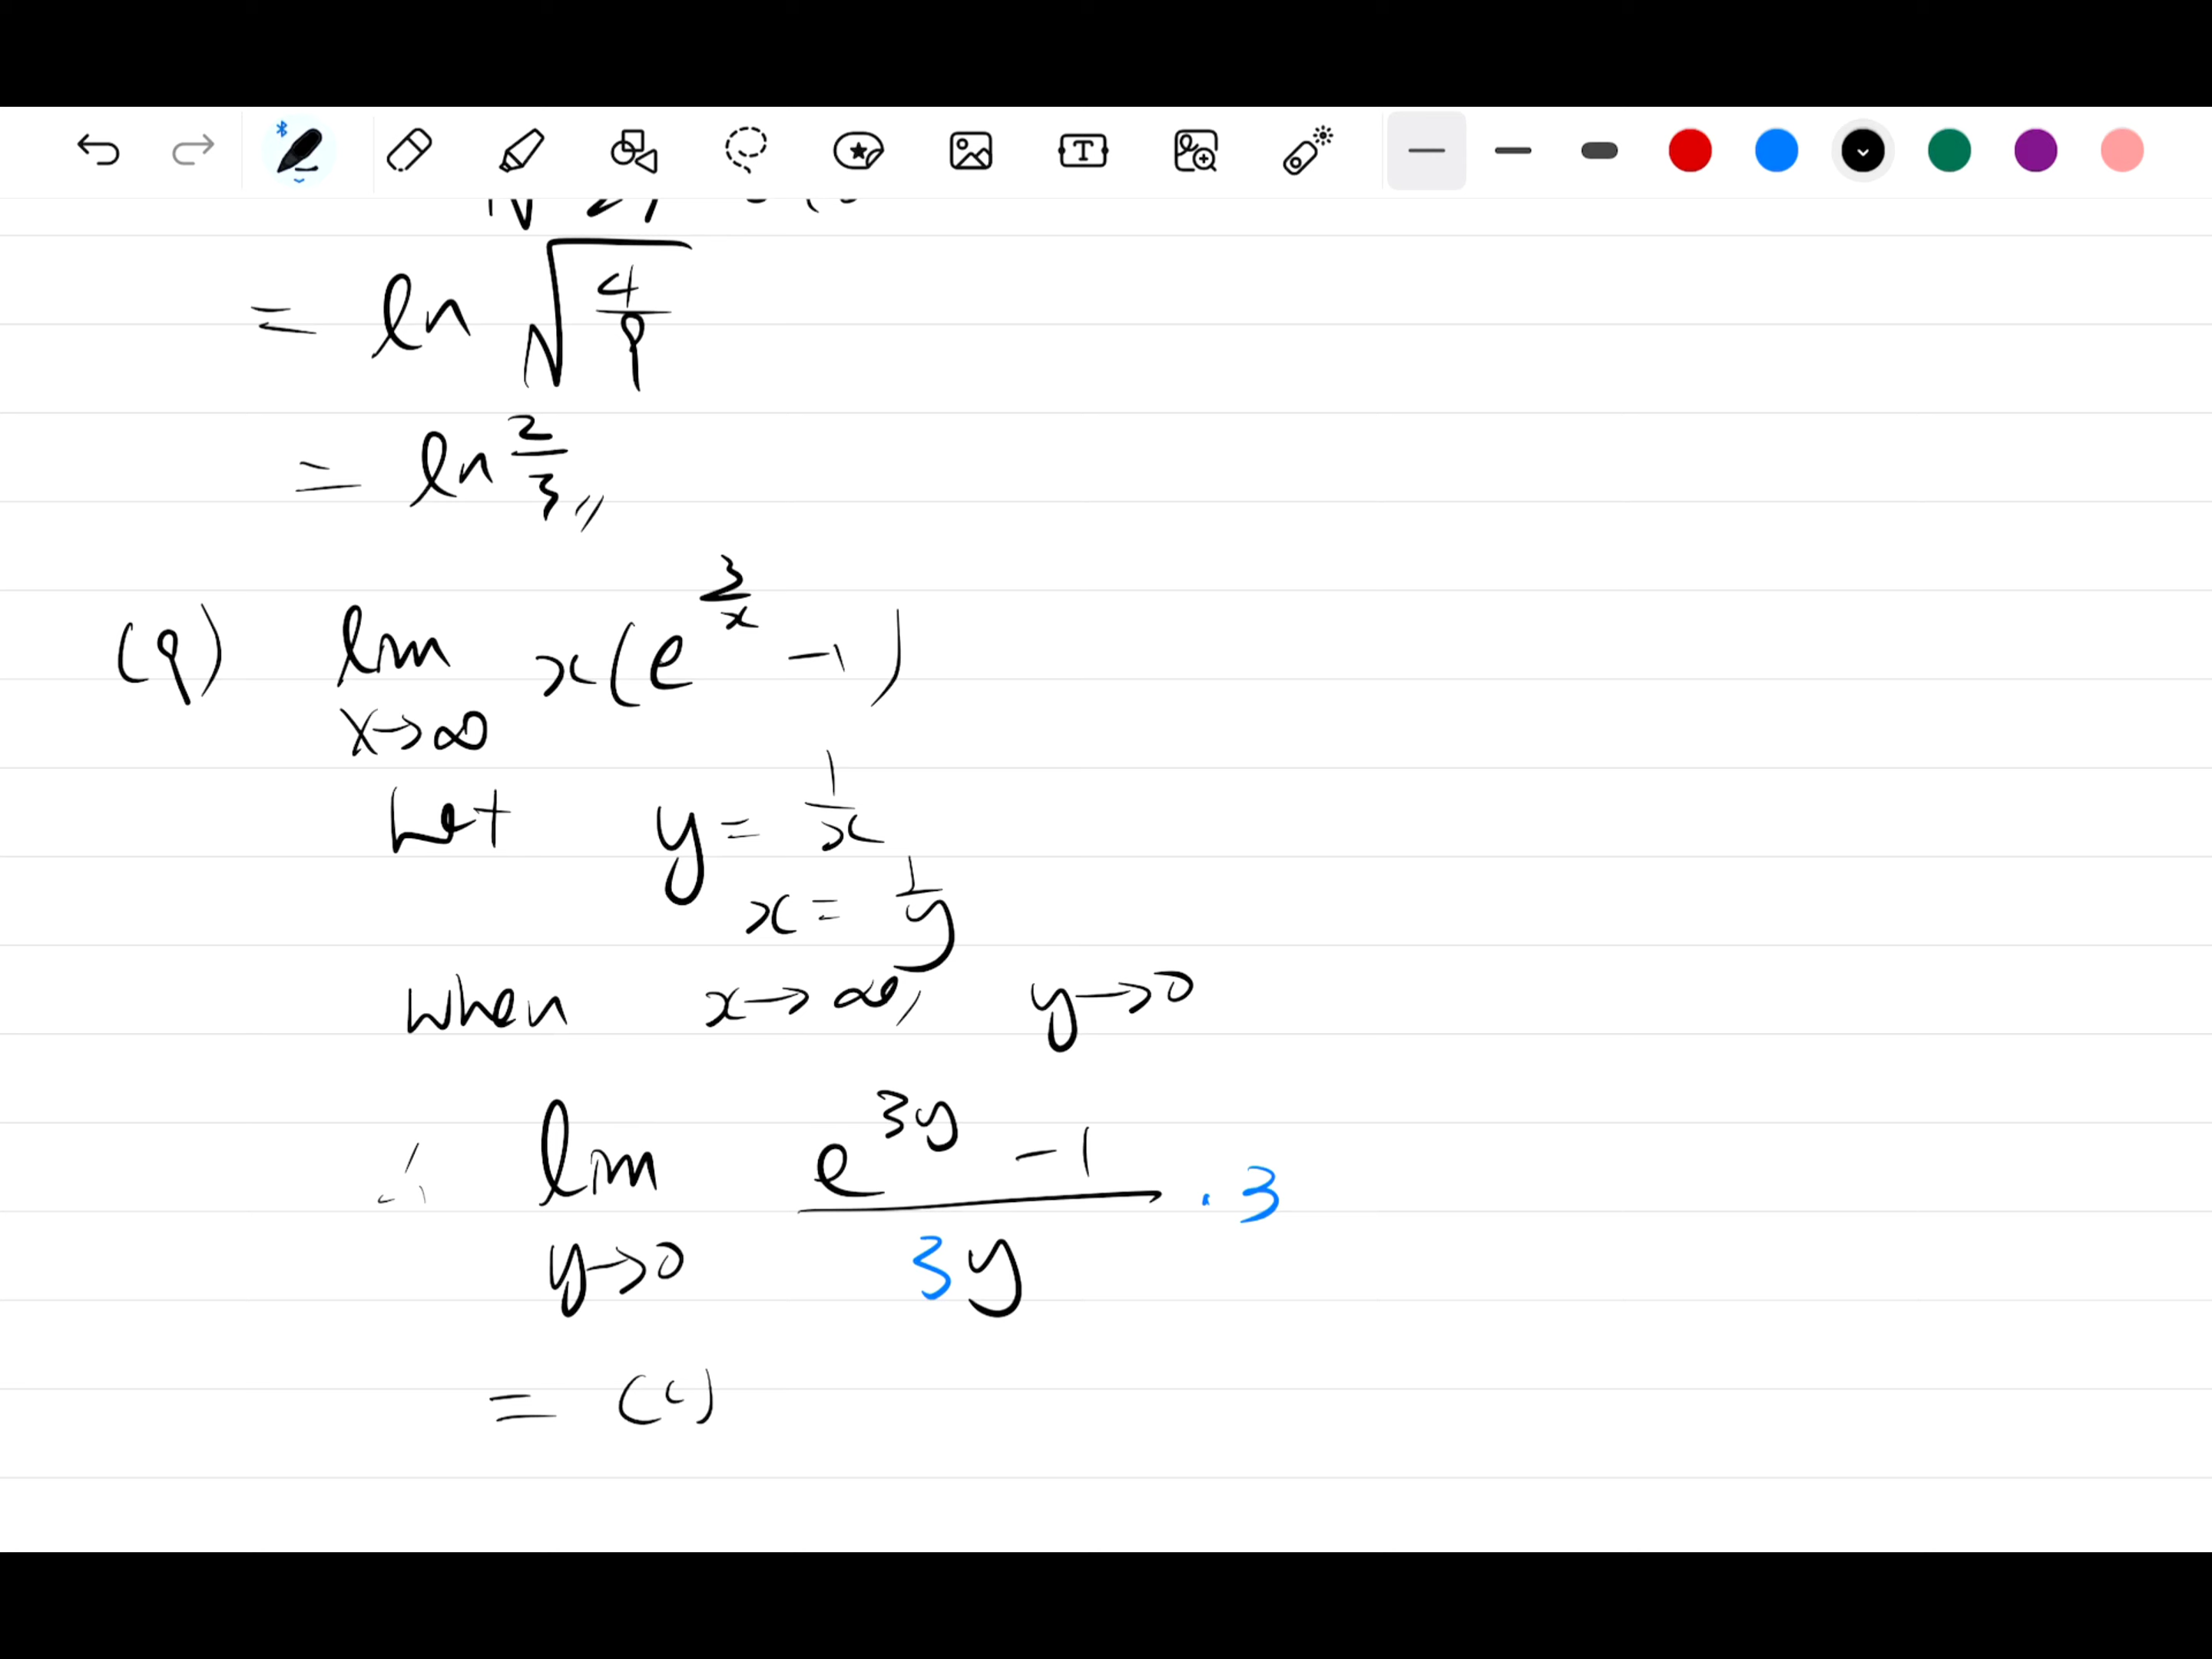 = ln √(4/9)
= ln 2/3 //
(9) lim x→∞ x(e^(3/x) −1)
Let y = 1/x
x = 1/y
when x→∞, y→0
∴ lim y→0 (e^(3y) −1)/(3y) · 3
= (